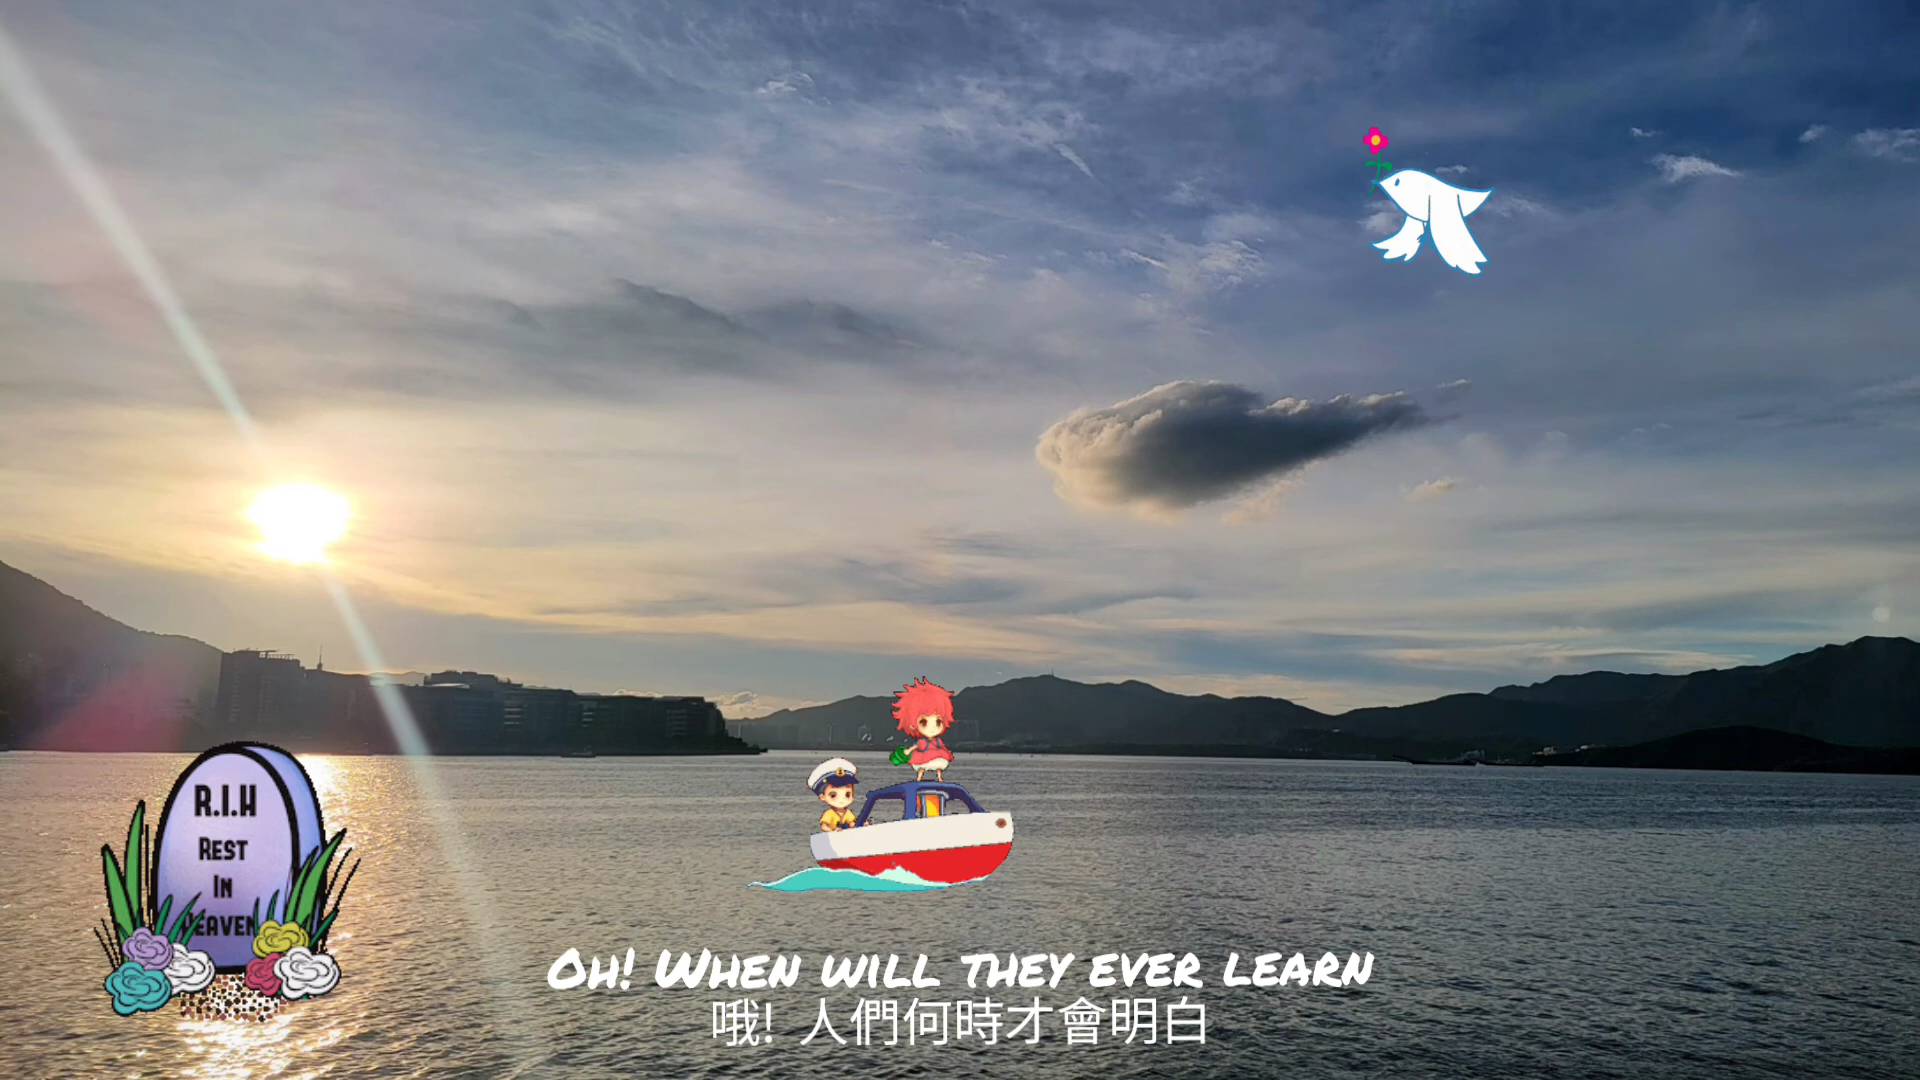 R.I.H
REST
IN
HEAVEN
OH! WHEN WILL THEY EVER LEARN
哦! 人們何時才會明白